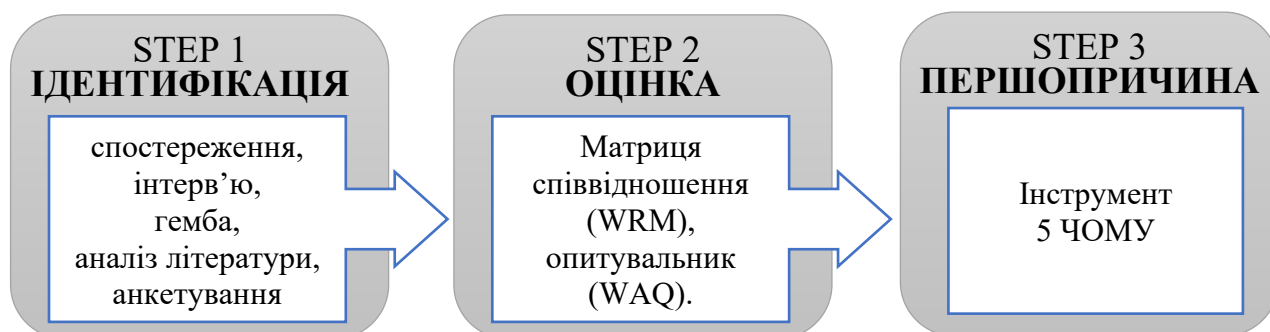 STEP 1
ІДЕНТИФІКАЦІЯ
спостереження,
інтерв’ю,
гемба,
аналіз літератури,
анкетування
STEP 2
ОЦІНКА
Матриця
співвідношення
(WRM),
опитувальник
(WAQ).
STEP 3
ПЕРШОПРИЧИНА
Інструмент
5 ЧОМУ